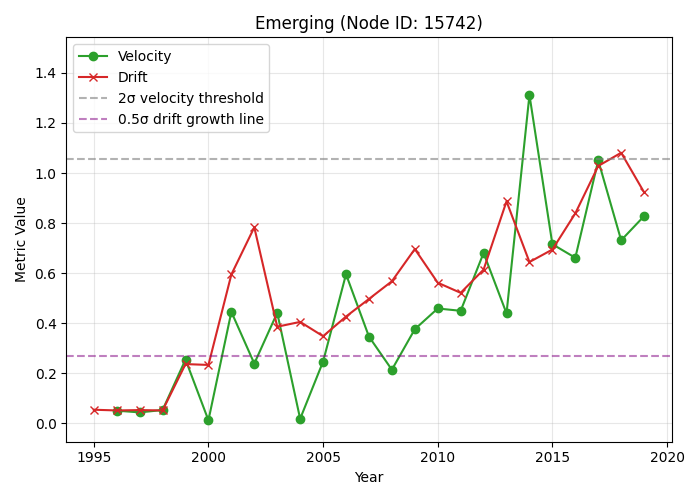 Emerging (Node ID: 15742)
Velocity
Drift
2σ velocity threshold
0.5σ drift growth line
Metric Value
1.4
1.2
1.0
0.8
0.6
0.4
0.2
0.0
1995
2000
2005
2010
2015
2020
Year